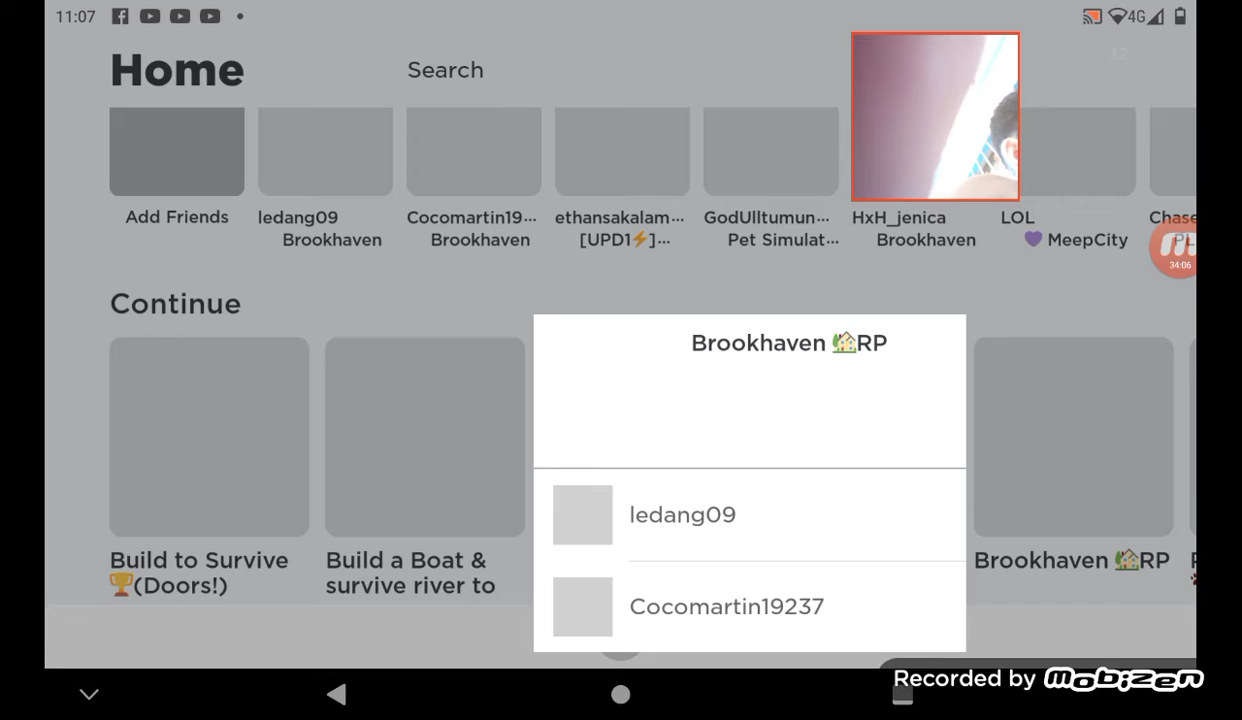 11:07
4G
Home
Search
Add Friends
ledang09
Brookhaven
Cocomartin19...
Brookhaven
ethansakalam...
[UPD1⚡]...
GodUlltumun...
Pet Simulat...
HxH_jenica
Brookhaven
LOL
💜 MeepCity
Chase
34:06
Continue
Brookhaven 🏡RP
ledang09
Cocomartin19237
Build to Survive
🏆(Doors!)
Build a Boat &
survive river to
Brookhaven 🏡RP
Recorded by mobizen